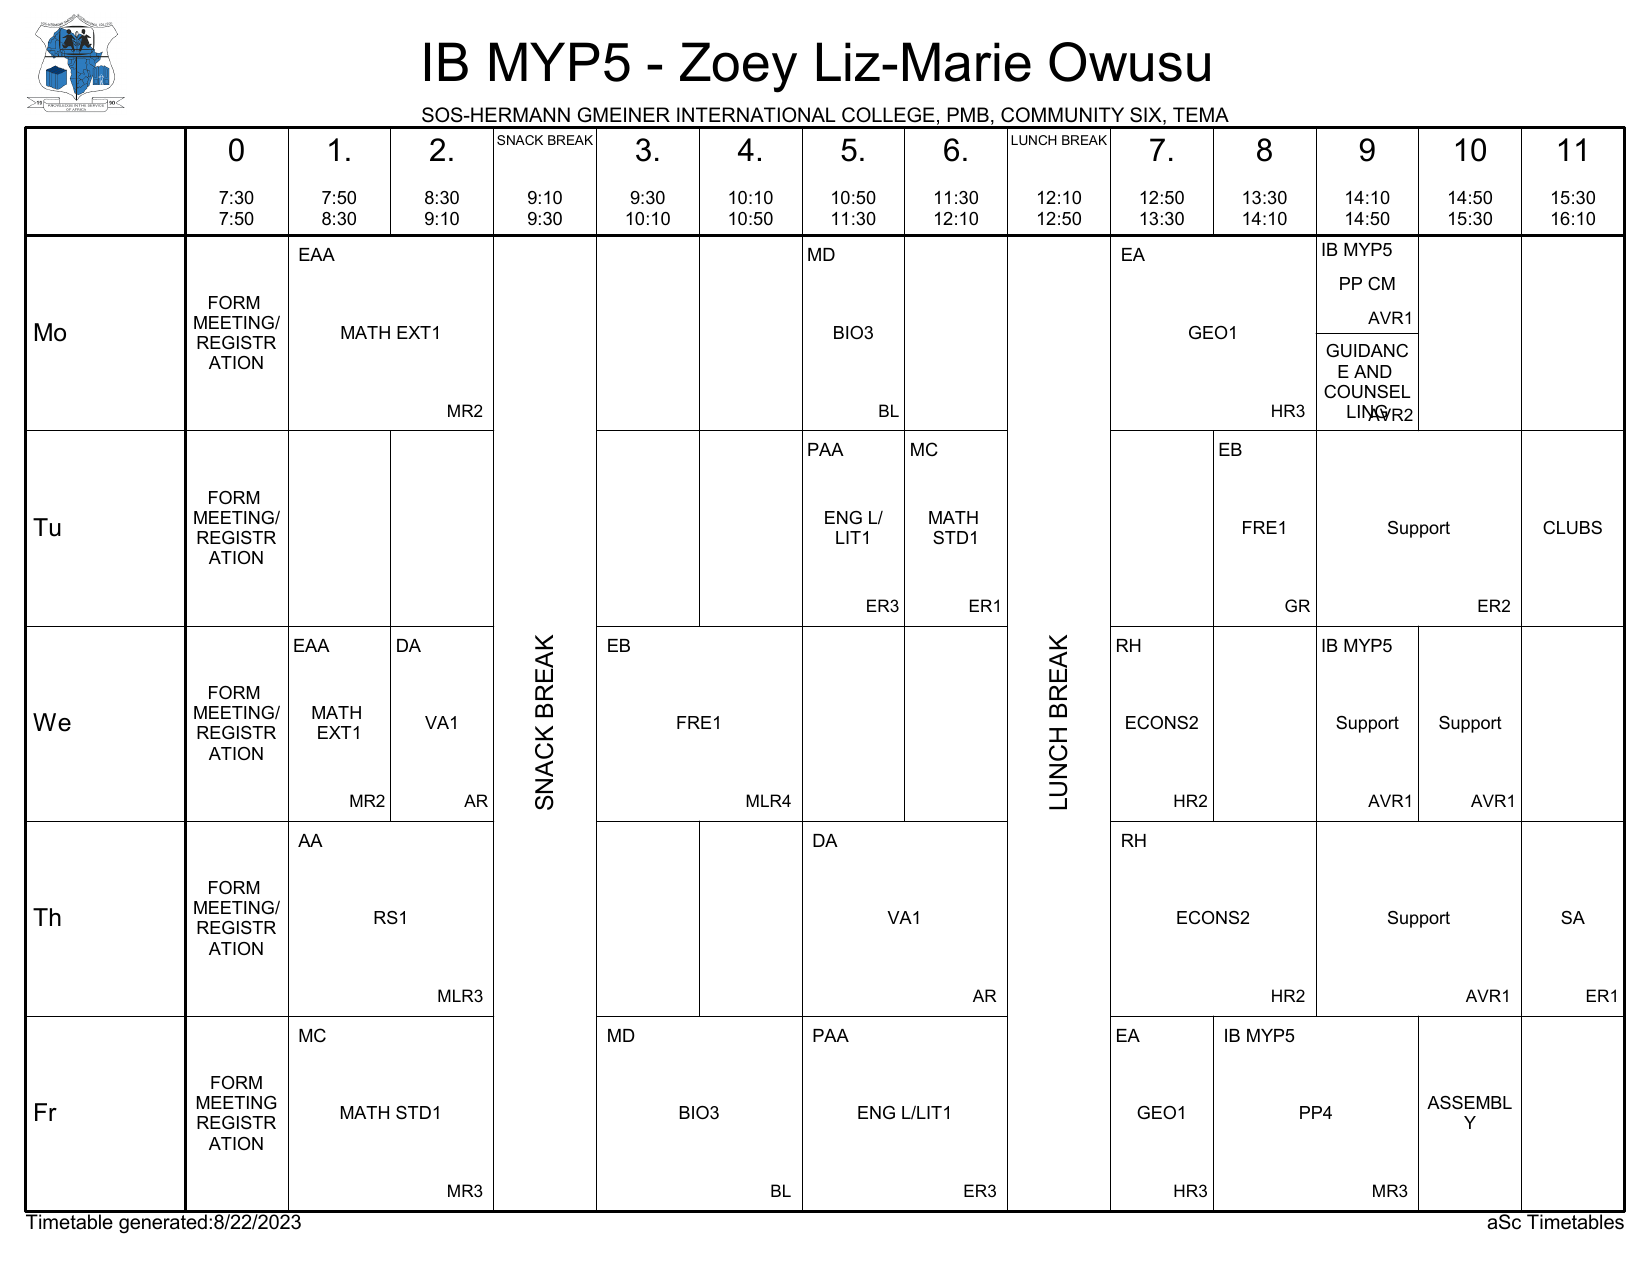 IB MYP5 - Zoey Liz-Marie Owusu
SOS-HERMANN GMEINER INTERNATIONAL COLLEGE, PMB, COMMUNITY SIX, TEMA
19 90
KNOWLEDGE IN THE SERVICE
OF AFRICA
0 1. 2. SNACK BREAK 3. 4. 5. 6. LUNCH BREAK 7. 8 9 10 11
7:30 7:50 8:30 9:10 9:30 10:10 10:50 11:30 12:10 12:50 13:30 14:10 14:50 15:30
7:50 8:30 9:10 9:30 10:10 10:50 11:30 12:10 12:50 13:30 14:10 14:50 15:30 16:10
Mo
FORM
MEETING/
REGISTR
ATION
EAA
MATH EXT1
MR2
MD
BIO3
BL
EA
GEO1
HR3
IB MYP5
PP CM
AVR1
GUIDANC
E AND
COUNSEL
LING
AVR2
Tu
FORM
MEETING/
REGISTR
ATION
PAA
ENG L/
LIT1
ER3
MC
MATH
STD1
ER1
EB
FRE1
GR
Support
ER2
CLUBS
We
FORM
MEETING/
REGISTR
ATION
EAA
MATH
EXT1
MR2
DA
VA1
AR
SNACK BREAK
EB
FRE1
MLR4
LUNCH BREAK
RH
ECONS2
HR2
IB MYP5
Support
AVR1
Support
AVR1
Th
FORM
MEETING/
REGISTR
ATION
AA
RS1
MLR3
DA
VA1
AR
RH
ECONS2
HR2
Support
AVR1
SA
ER1
Fr
FORM
MEETING
REGISTR
ATION
MC
MATH STD1
MR3
MD
BIO3
BL
PAA
ENG L/LIT1
ER3
EA
GEO1
HR3
IB MYP5
PP4
MR3
ASSEMBL
Y
Timetable generated:8/22/2023
aSc Timetables